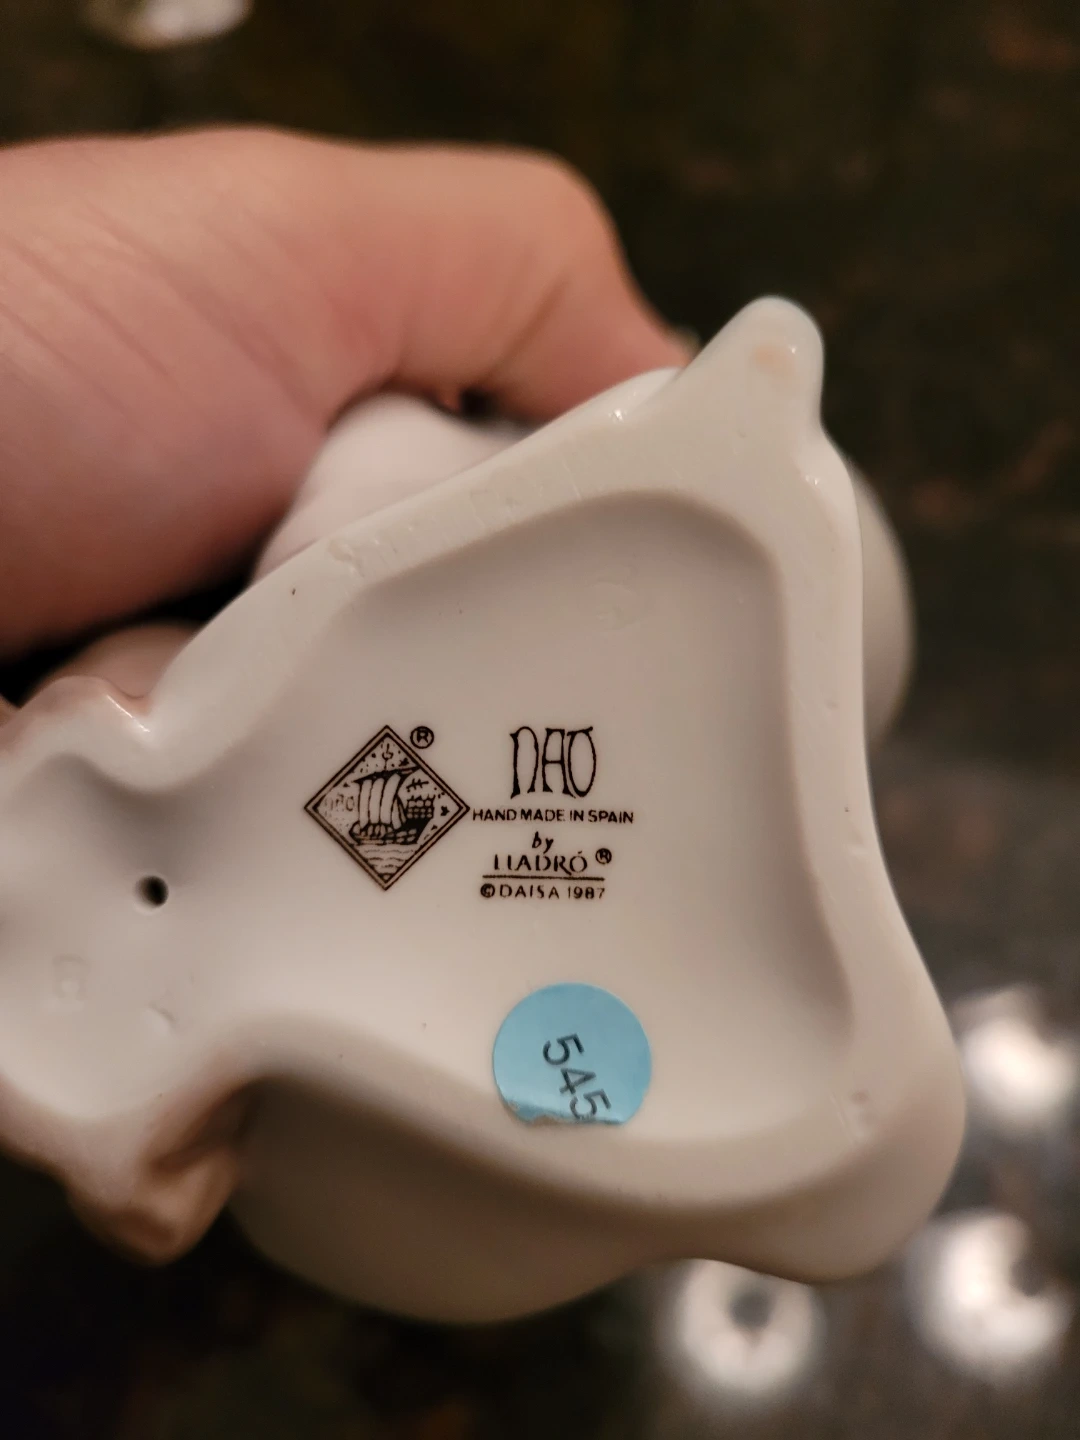 ®
NAO
HAND MADE IN SPAIN
by
LLADRÓ ®
© DAISA 1987
545